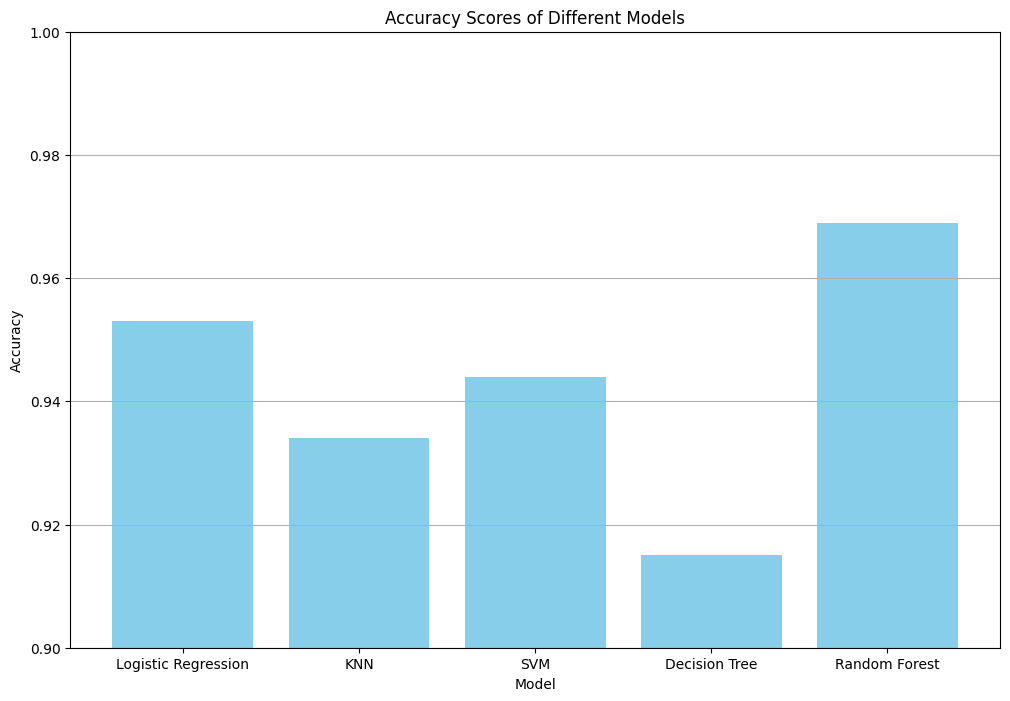 Accuracy Scores of Different Models
1.00
0.98
0.96
0.94
0.92
0.90
Accuracy
Logistic Regression KNN SVM Decision Tree Random Forest
Model